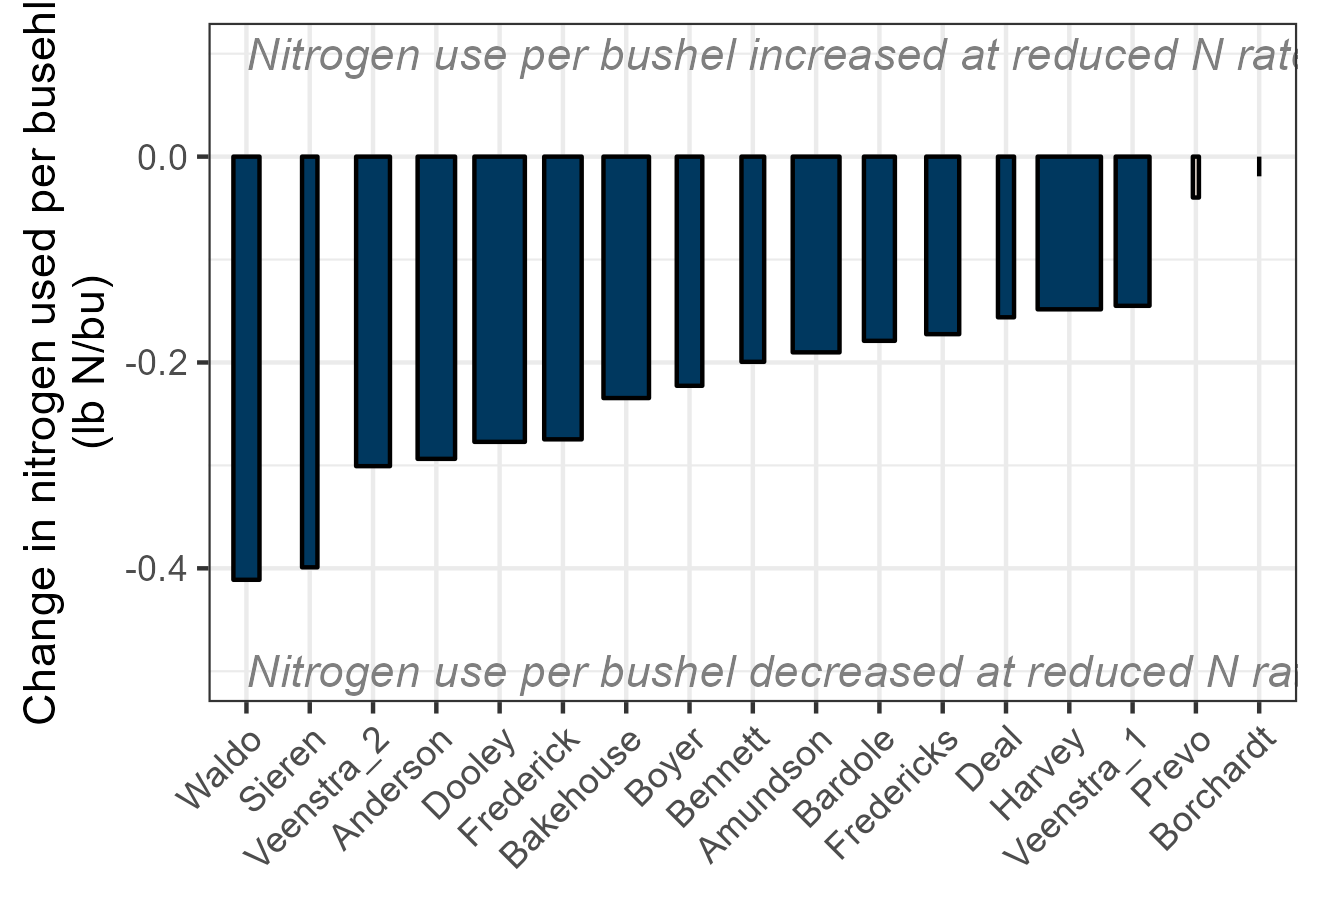 Change in nitrogen used per busehl
(lb N/bu)
Nitrogen use per bushel increased at reduced N rate
0.0
-0.2
-0.4
Nitrogen use per bushel decreased at reduced N ra
Waldo
Sieren
Veenstra_2
Anderson
Dooley
Frederick
Bakehouse
Boyer
Bennett
Amundson
Bardole
Fredericks
Deal
Harvey
Veenstra_1
Prevo
Borchardt